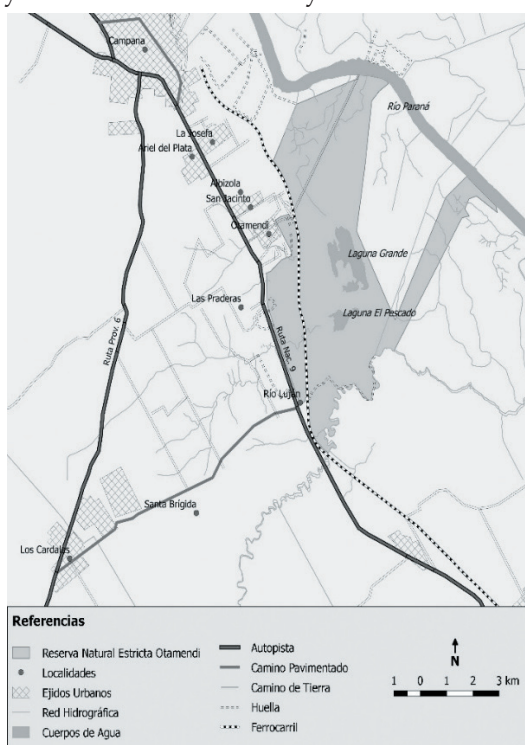 Campana
Río Paraná
La Josefa
Ariel del Plata
Albizola
San Jacinto
Otamendi
Laguna Grande
Las Praderas
Laguna El Pescado
Ruta Prov. 6
Ruta Nac. 9
Río Luján
Santa Brígida
Los Cardales
Referencias
Reserva Natural Estricta Otamendi
Localidades
Ejidos Urbanos
Red Hidrográfica
Cuerpos de Agua
Autopista
Camino Pavimentado
Camino de Tierra
Huella
Ferrocarril
N
1 0 1 2 3 km